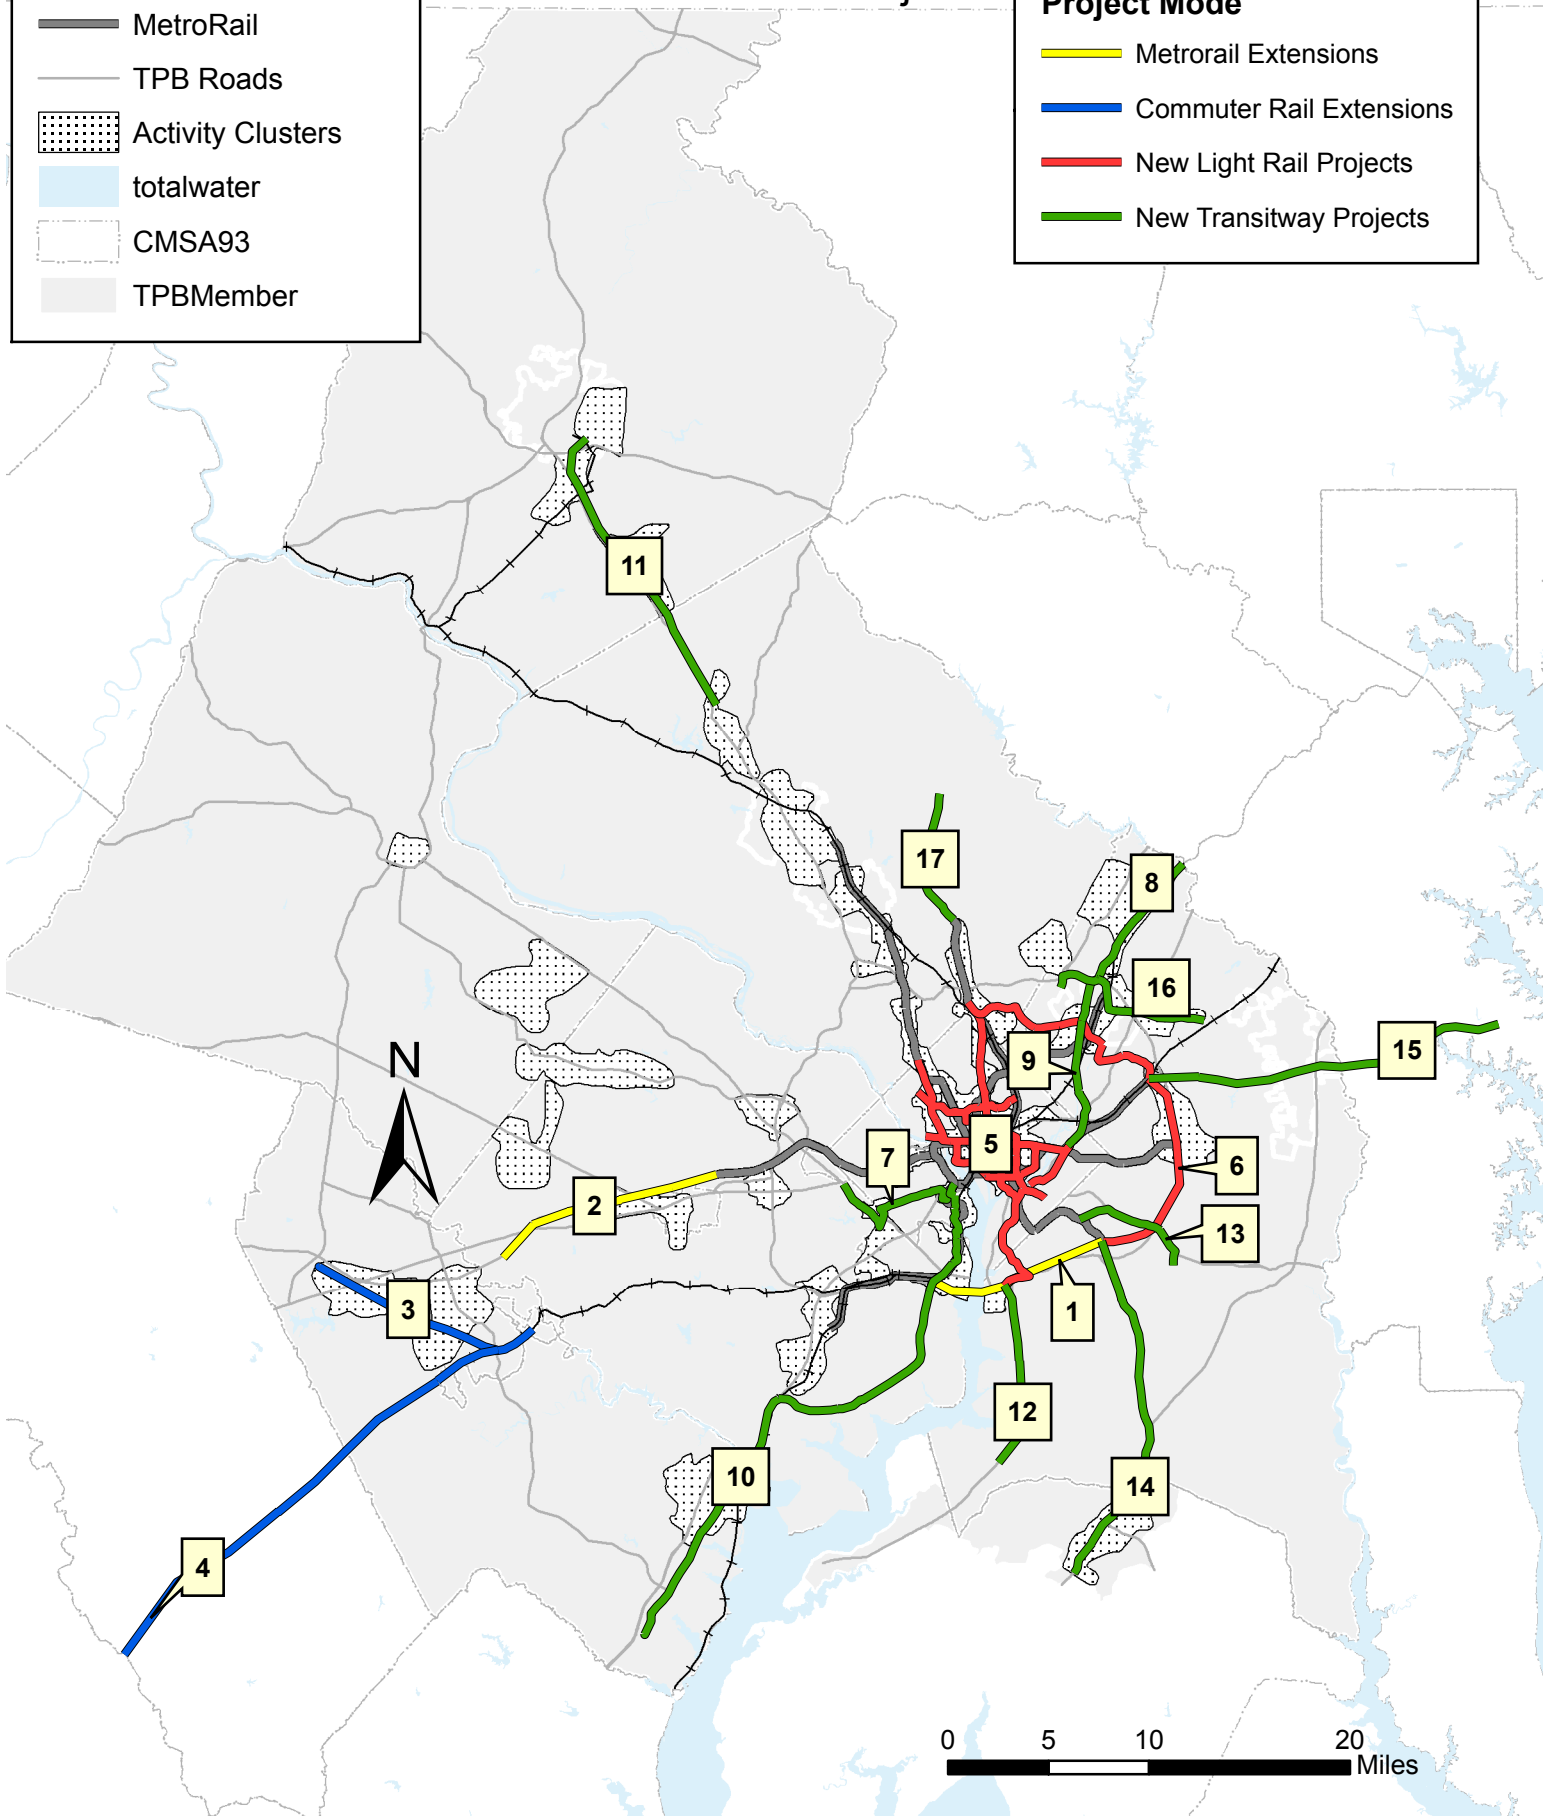 MetroRail
TPB Roads
Activity Clusters
totalwater
CMSA93
TPBMember
Project Mode
Metrorail Extensions
Commuter Rail Extensions
New Light Rail Projects
New Transitway Projects
11
17
8
16
15
9
5
7
6
2
13
3
1
12
10
14
4
N
0 5 10 20
Miles